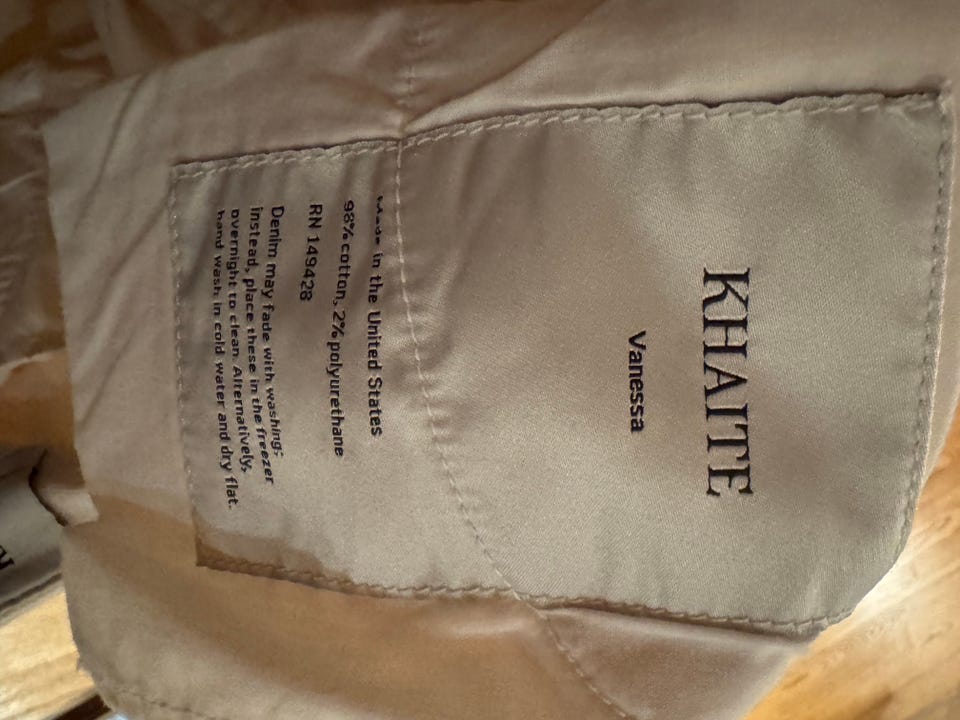 KHAITE
Vanessa
Made in the United States
98% cotton, 2% polyurethane
RN 149428
Denim may fade with washing;
instead, place these in the freezer
overnight to clean. Alternatively,
hand wash in cold water and dry flat.